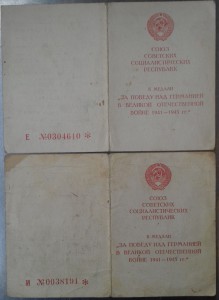 СОЮЗ
СОВЕТСКИХ
СОЦИАЛИСТИЧЕСКИХ
РЕСПУБЛИК
К МЕДАЛИ
"ЗА ПОБЕДУ НАД ГЕРМАНИЕЙ
В ВЕЛИКОЙ ОТЕЧЕСТВЕННОЙ
ВОЙНЕ 1941—1945 гг."
Е №0304610
СОЮЗ
СОВЕТСКИХ
СОЦИАЛИСТИЧЕСКИХ
РЕСПУБЛИК
К МЕДАЛИ
"ЗА ПОБЕДУ НАД ГЕРМАНИЕЙ
В ВЕЛИКОЙ ОТЕЧЕСТВЕННОЙ
ВОЙНЕ 1941—1945 гг."
И №0038194